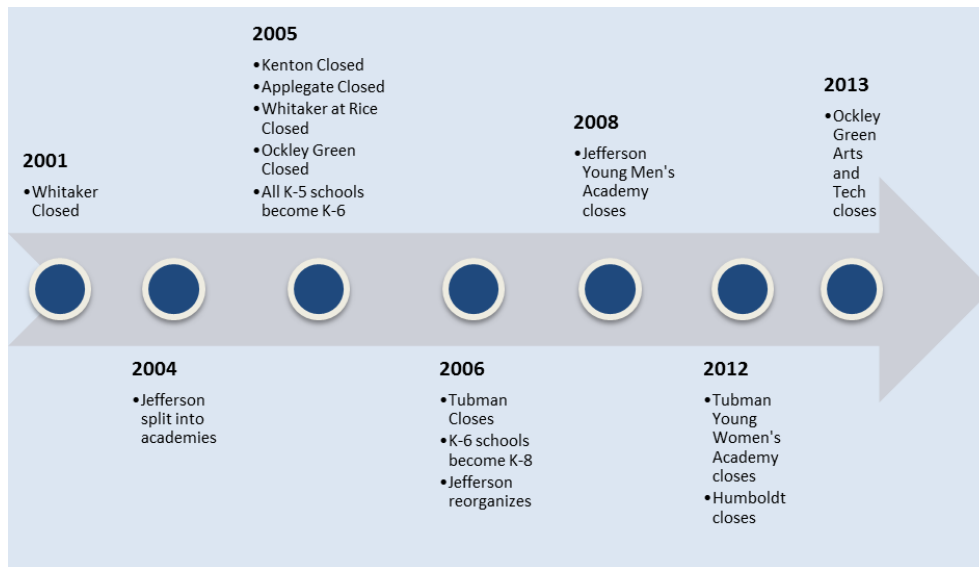 2001
•Whitaker
Closed
2004
•Jefferson
split into
academies
2005
•Kenton Closed
•Applegate Closed
•Whitaker at Rice
Closed
•Ockley Green
Closed
•All K-5 schools
become K-6
2006
•Tubman
Closes
•K-6 schools
become K-8
•Jefferson
reorganizes
2008
•Jefferson
Young Men's
Academy
closes
2012
•Tubman
Young
Women's
Academy
closes
•Humboldt
closes
2013
•Ockley
Green
Arts
and
Tech
closes